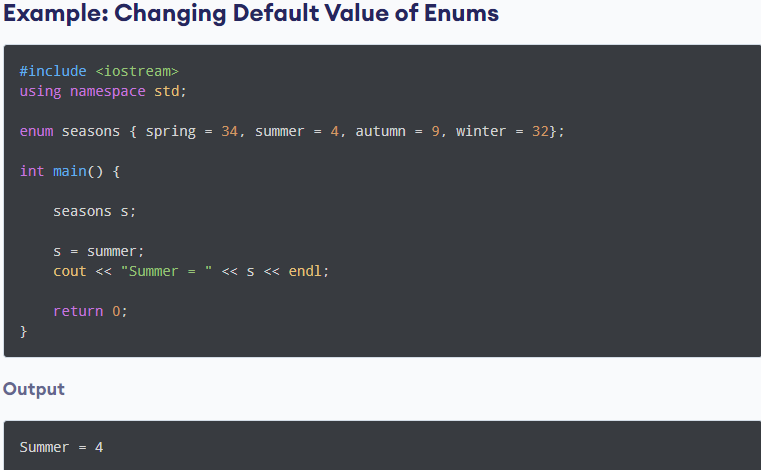 Example: Changing Default Value of Enums
#include <iostream>
using namespace std;
enum seasons { spring = 34, summer = 4, autumn = 9, winter = 32};
int main() {
    seasons s;
    s = summer;
    cout << "Summer = " << s << endl;
    return 0;
}
Output
Summer = 4